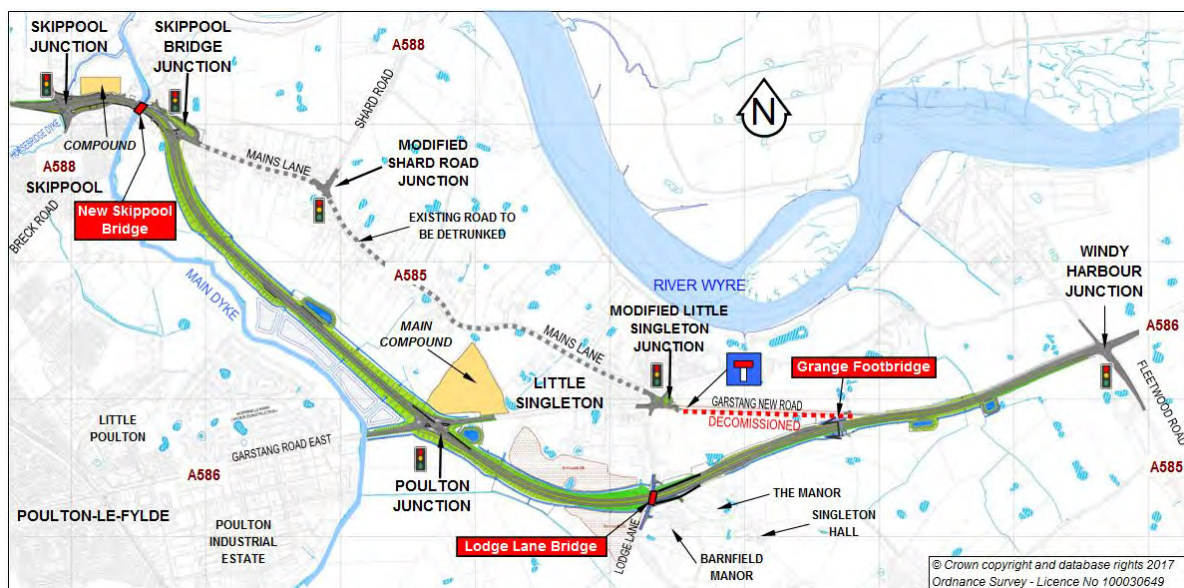 SKIPPOOL
JUNCTION
SKIPPOOL
BRIDGE
JUNCTION
A588
SHARD ROAD
N
COMPOUND
HORSEBRIDGE DYKE
A588
SKIPPOOL
BRECK ROAD
New Skippool
Bridge
MAINS LANE
MODIFIED
SHARD ROAD
JUNCTION
EXISTING ROAD TO
BE DETRUNKED
A585
MAIN DYKE
RIVER WYRE
WINDY
HARBOUR
JUNCTION
A586
FLEETWOOD ROAD
A585
MAIN
COMPOUND
MAINS LANE
MODIFIED LITTLE
SINGLETON
JUNCTION
Grange Footbridge
LITTLE
SINGLETON
GARSTANG NEW ROAD
DECOMISSIONED
LITTLE
POULTON
GARSTANG ROAD EAST
A586
POULTON
JUNCTION
POULTON-LE-FYLDE
POULTON
INDUSTRIAL
ESTATE
Lodge Lane Bridge
LODGE LANE
THE MANOR
SINGLETON
HALL
BARNFIELD
MANOR
© Crown copyright and database rights 2017
Ordnance Survey - Licence No 100030649